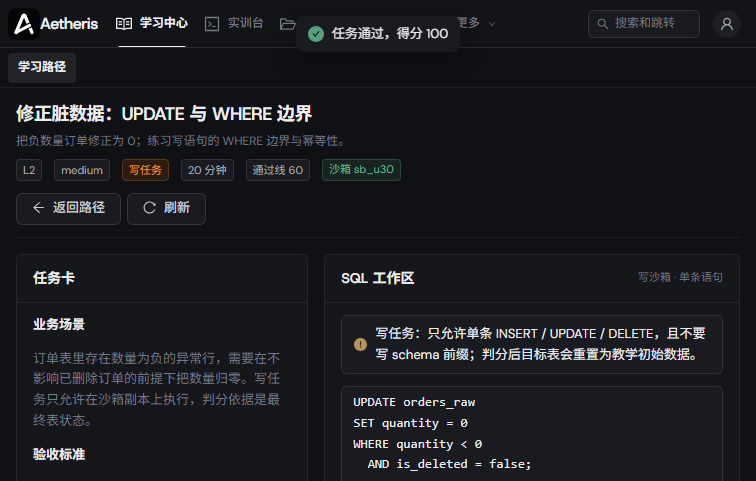 Aetheris 学习中心 实训台 更多 搜索和跳转
任务通过，得分 100
学习路径
修正脏数据：UPDATE 与 WHERE 边界
把负数量订单修正为 0；练习写语句的 WHERE 边界与幂等性。
L2 medium 写任务 20 分钟 通过线 60 沙箱 sb_u30
返回路径 刷新
任务卡
业务场景
订单表里存在数量为负的异常行，需要在不
影响已删除订单的前提下把数量归零。写任
务只允许在沙箱副本上执行，判分依据是最
终表状态。
验收标准
SQL 工作区 写沙箱 · 单条语句
写任务：只允许单条 INSERT / UPDATE / DELETE，且不要
写 schema 前缀；判分后目标表会重置为教学初始数据。
UPDATE orders_raw
SET quantity = 0
WHERE quantity < 0
  AND is_deleted = false;